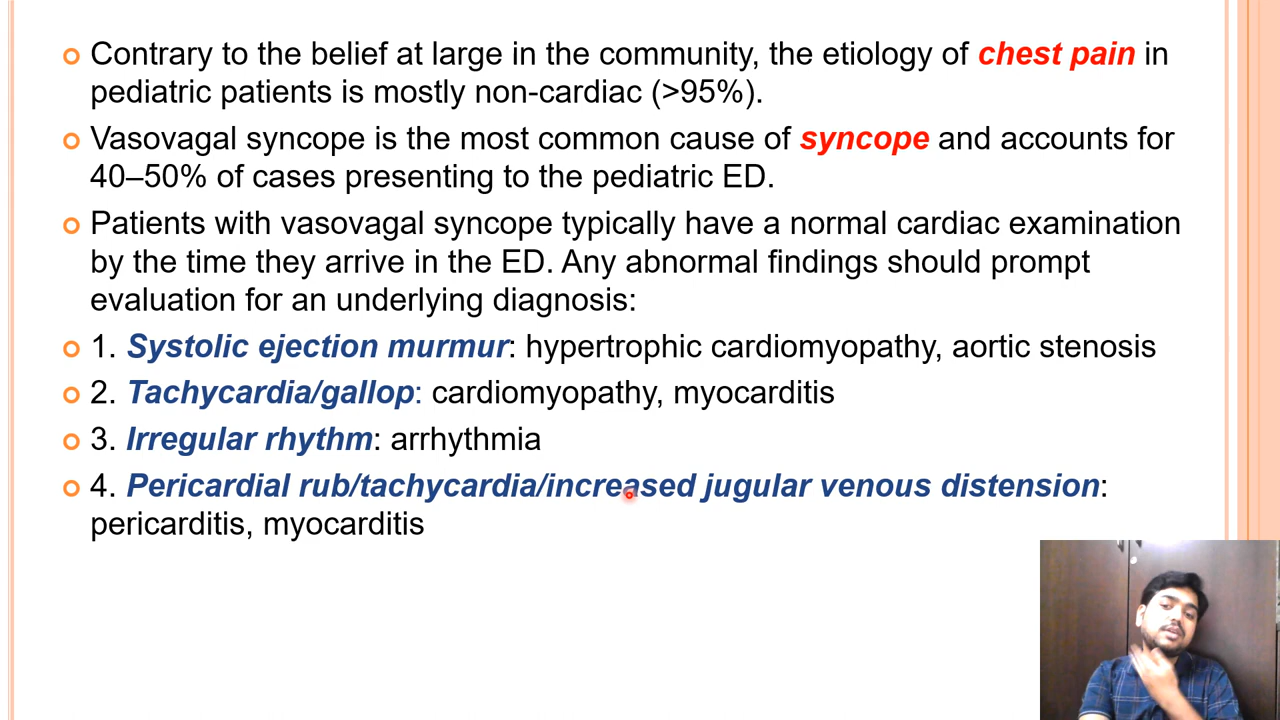 Contrary to the belief at large in the community, the etiology of chest pain in
pediatric patients is mostly non-cardiac (>95%).
Vasovagal syncope is the most common cause of syncope and accounts for
40–50% of cases presenting to the pediatric ED.
Patients with vasovagal syncope typically have a normal cardiac examination
by the time they arrive in the ED. Any abnormal findings should prompt
evaluation for an underlying diagnosis:
1. Systolic ejection murmur: hypertrophic cardiomyopathy, aortic stenosis
2. Tachycardia/gallop: cardiomyopathy, myocarditis
3. Irregular rhythm: arrhythmia
4. Pericardial rub/tachycardia/increased jugular venous distension:
pericarditis, myocarditis